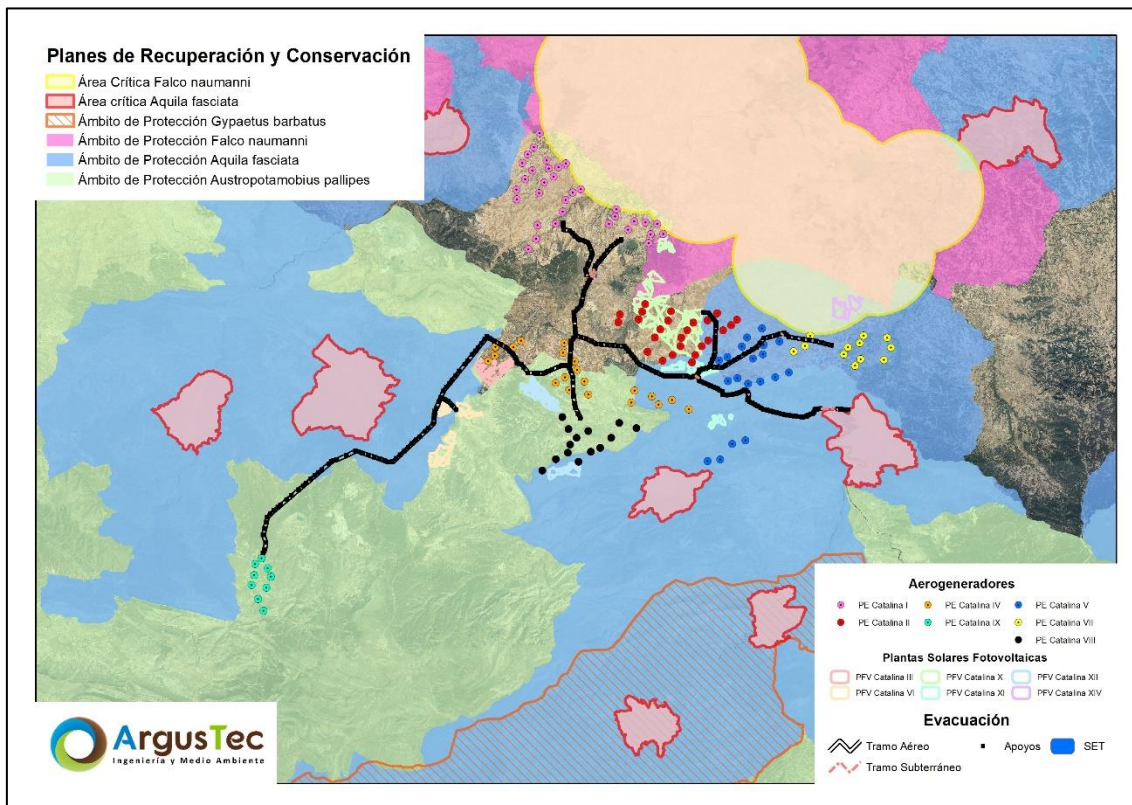 Planes de Recuperación y Conservación
Área Crítica Falco naumanni
Área crítica Aquila fasciata
Ámbito de Protección Gypaetus barbatus
Ámbito de Protección Falco naumanni
Ámbito de Protección Aquila fasciata
Ámbito de Protección Austropotamobius pallipes
Aerogeneradores
PE Catalina I
PE Catalina IV
PE Catalina V
PE Catalina II
PE Catalina IX
PE Catalina VII
PE Catalina VIII
Plantas Solares Fotovoltaicas
PFV Catalina III
PFV Catalina X
PFV Catalina XII
PFV Catalina VI
PFV Catalina XI
PFV Catalina XIV
Evacuación
Tramo Aéreo
Apoyos
SET
Tramo Subterráneo
ArgusTec
Ingeniería y Medio Ambiente